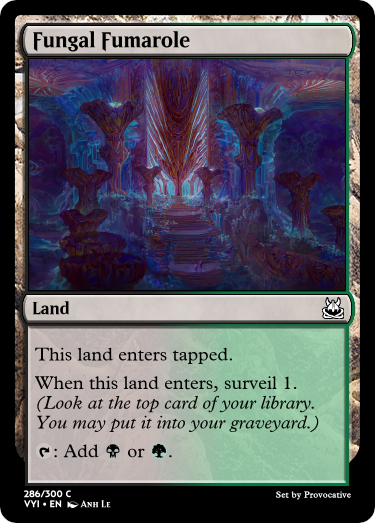 Fungal Fumarole
Land
This land enters tapped.
When this land enters, surveil 1.
(Look at the top card of your library.
You may put it into your graveyard.)
: Add or .
286/300 C
VYI • EN Anh Le
Set by Provocative